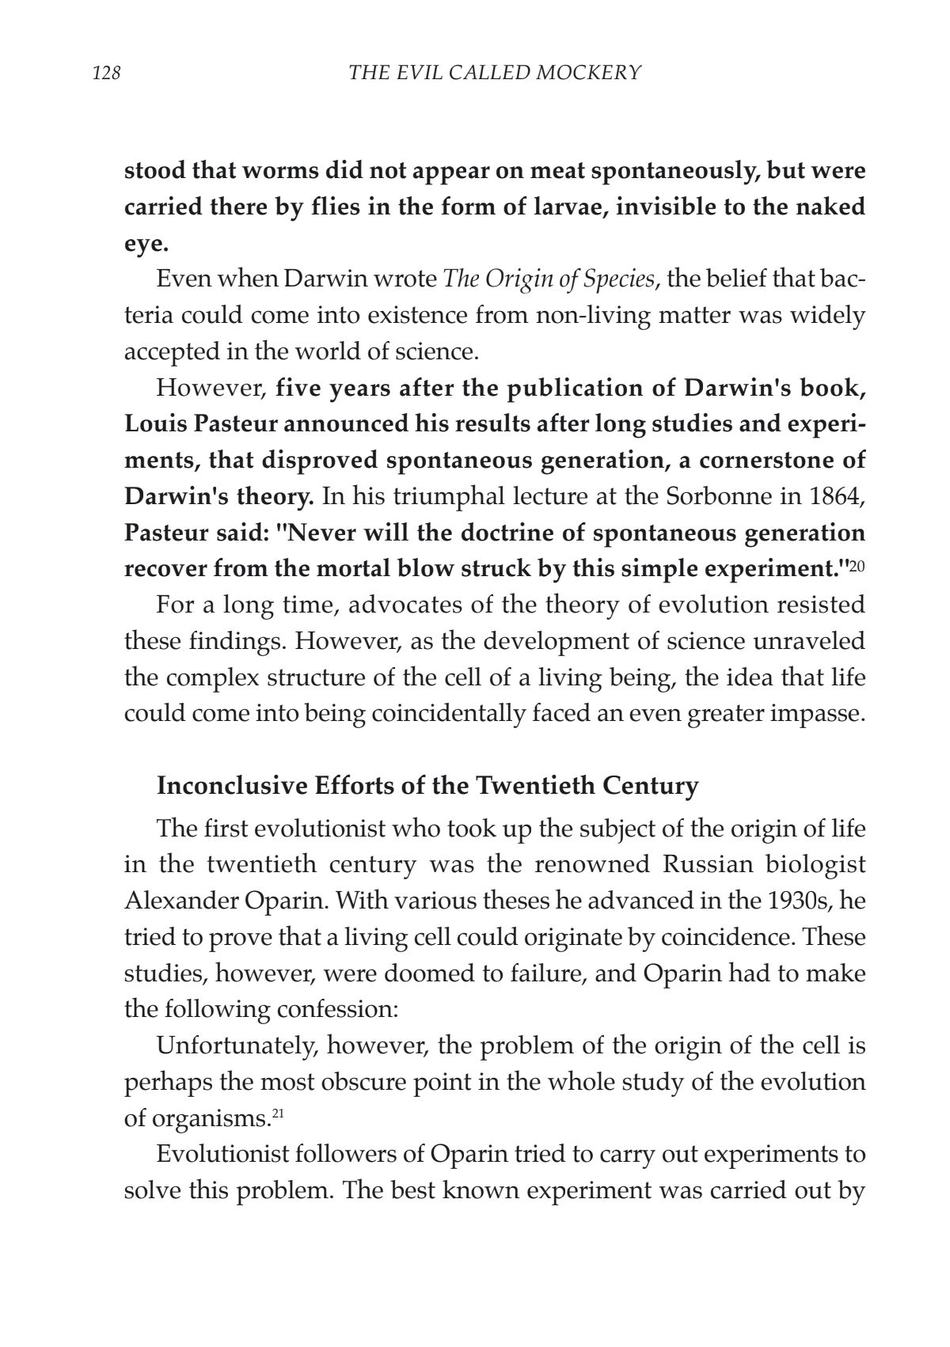 128
THE EVIL CALLED MOCKERY
stood that worms did not appear on meat spontaneously, but were
carried there by flies in the form of larvae, invisible to the naked
eye.
Even when Darwin wrote The Origin of Species, the belief that bac-
teria could come into existence from non-living matter was widely
accepted in the world of science.
However, five years after the publication of Darwin's book,
Louis Pasteur announced his results after long studies and experi-
ments, that disproved spontaneous generation, a cornerstone of
Darwin's theory. In his triumphal lecture at the Sorbonne in 1864,
Pasteur said: "Never will the doctrine of spontaneous generation
recover from the mortal blow struck by this simple experiment."20
For a long time, advocates of the theory of evolution resisted
these findings. However, as the development of science unraveled
the complex structure of the cell of a living being, the idea that life
could come into being coincidentally faced an even greater impasse.
Inconclusive Efforts of the Twentieth Century
The first evolutionist who took up the subject of the origin of life
in the twentieth century was the renowned Russian biologist
Alexander Oparin. With various theses he advanced in the 1930s, he
tried to prove that a living cell could originate by coincidence. These
studies, however, were doomed to failure, and Oparin had to make
the following confession:
Unfortunately, however, the problem of the origin of the cell is
perhaps the most obscure point in the whole study of the evolution
of organisms.21
Evolutionist followers of Oparin tried to carry out experiments to
solve this problem. The best known experiment was carried out by